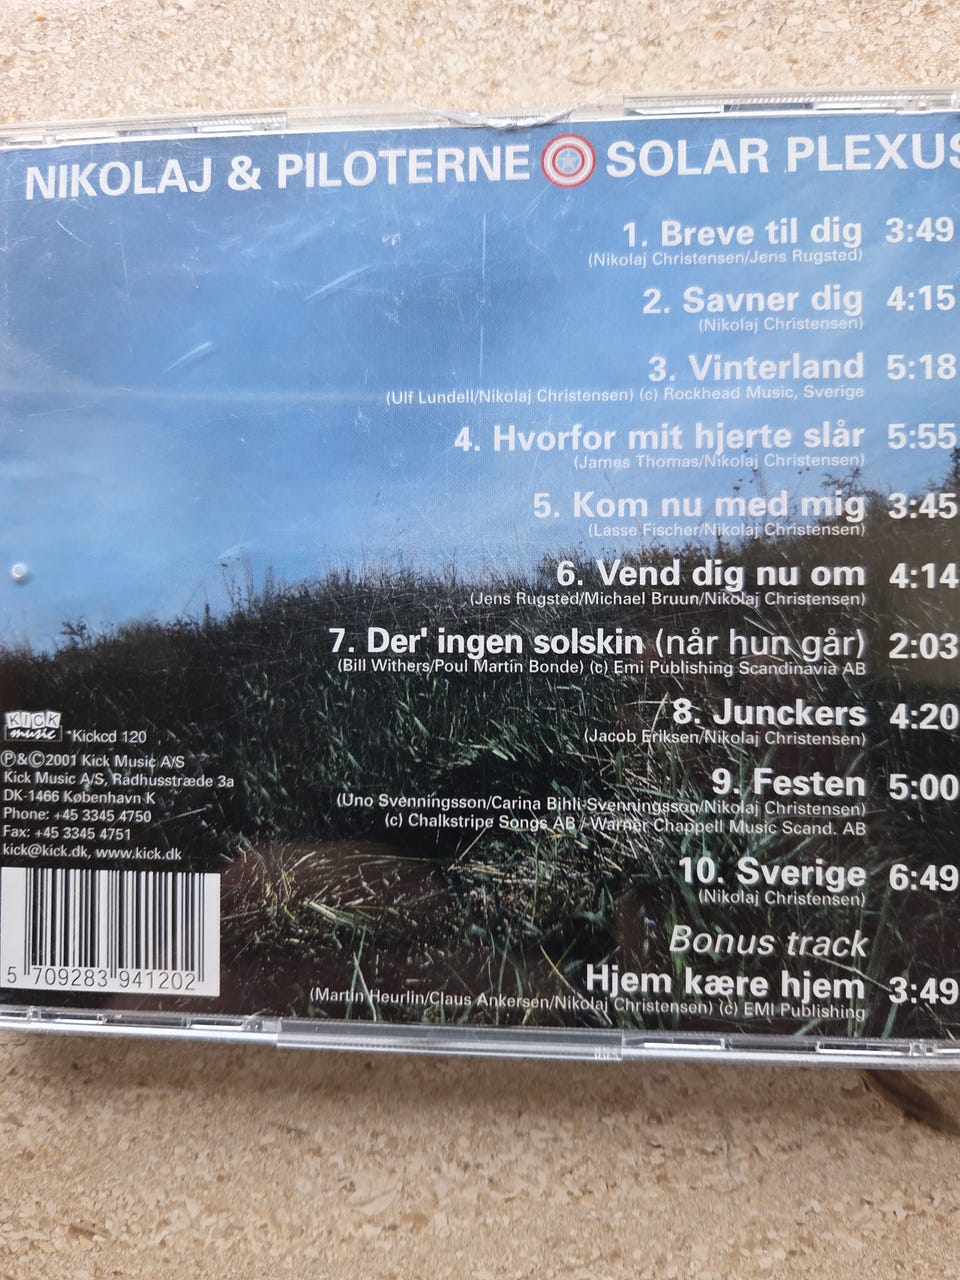 NIKOLAJ & PILOTERNE SOLAR PLEXUS
1. Breve til dig 3:49
(Nikolaj Christensen/Jens Rugsted)
2. Savner dig 4:15
(Nikolaj Christensen)
3. Vinterland 5:18
(Ulf Lundell/Nikolaj Christensen) (c) Rockhead Music, Sverige
4. Hvorfor mit hjerte slår 5:55
(James Thomas/Nikolaj Christensen)
5. Kom nu med mig 3:45
(Lasse Fischer/Nikolaj Christensen)
6. Vend dig nu om 4:14
(Jens Rugsted/Michael Bruun/Nikolaj Christensen)
7. Der' ingen solskin (når hun går) 2:03
(Bill Withers/Poul Martin Bonde) (c) Emi Publishing Scandinavia AB
8. Junckers 4:20
(Jacob Eriksen/Nikolaj Christensen)
9. Festen 5:00
(Uno Svenningsson/Carina Bihli-Svenningsson/Nikolaj Christensen)
(c) Chalkstripe Songs AB / Warner Chappell Music Scand. AB
10. Sverige 6:49
(Nikolaj Christensen)
Bonus track
Hjem kære hjem 3:49
(Martin Heurlin/Claus Ankersen/Nikolaj Christensen) (c) EMI Publishing
KICK
music Kickcd 120
℗&©2001 Kick Music A/S
Kick Music A/S, Rådhusstræde 3a
DK-1466 København K
Phone: +45 3345 4750
Fax: +45 3345 4751
kick@kick.dk, www.kick.dk
5 709283 941202